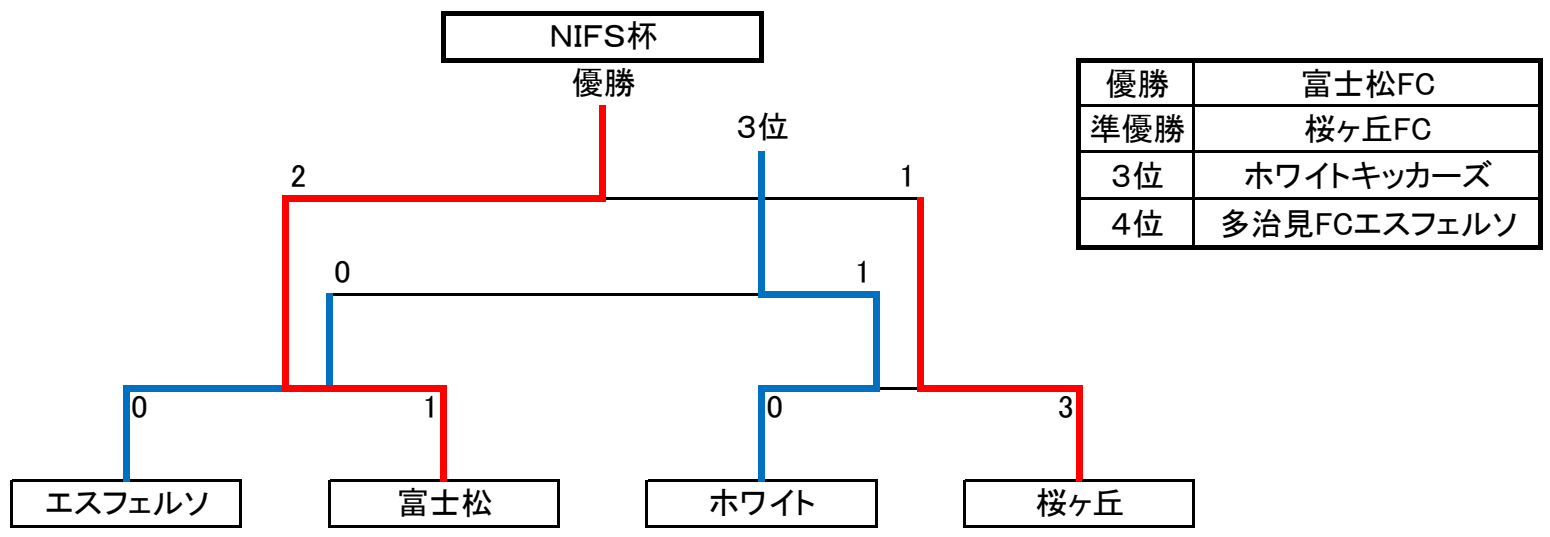 NIFS杯
優勝
3位
2
1
0
1
0
1
0
3
エスフェルソ
富士松
ホワイト
桜ヶ丘
優勝 富士松FC
準優勝 桜ヶ丘FC
3位 ホワイトキッカーズ
4位 多治見FCエスフェルソ